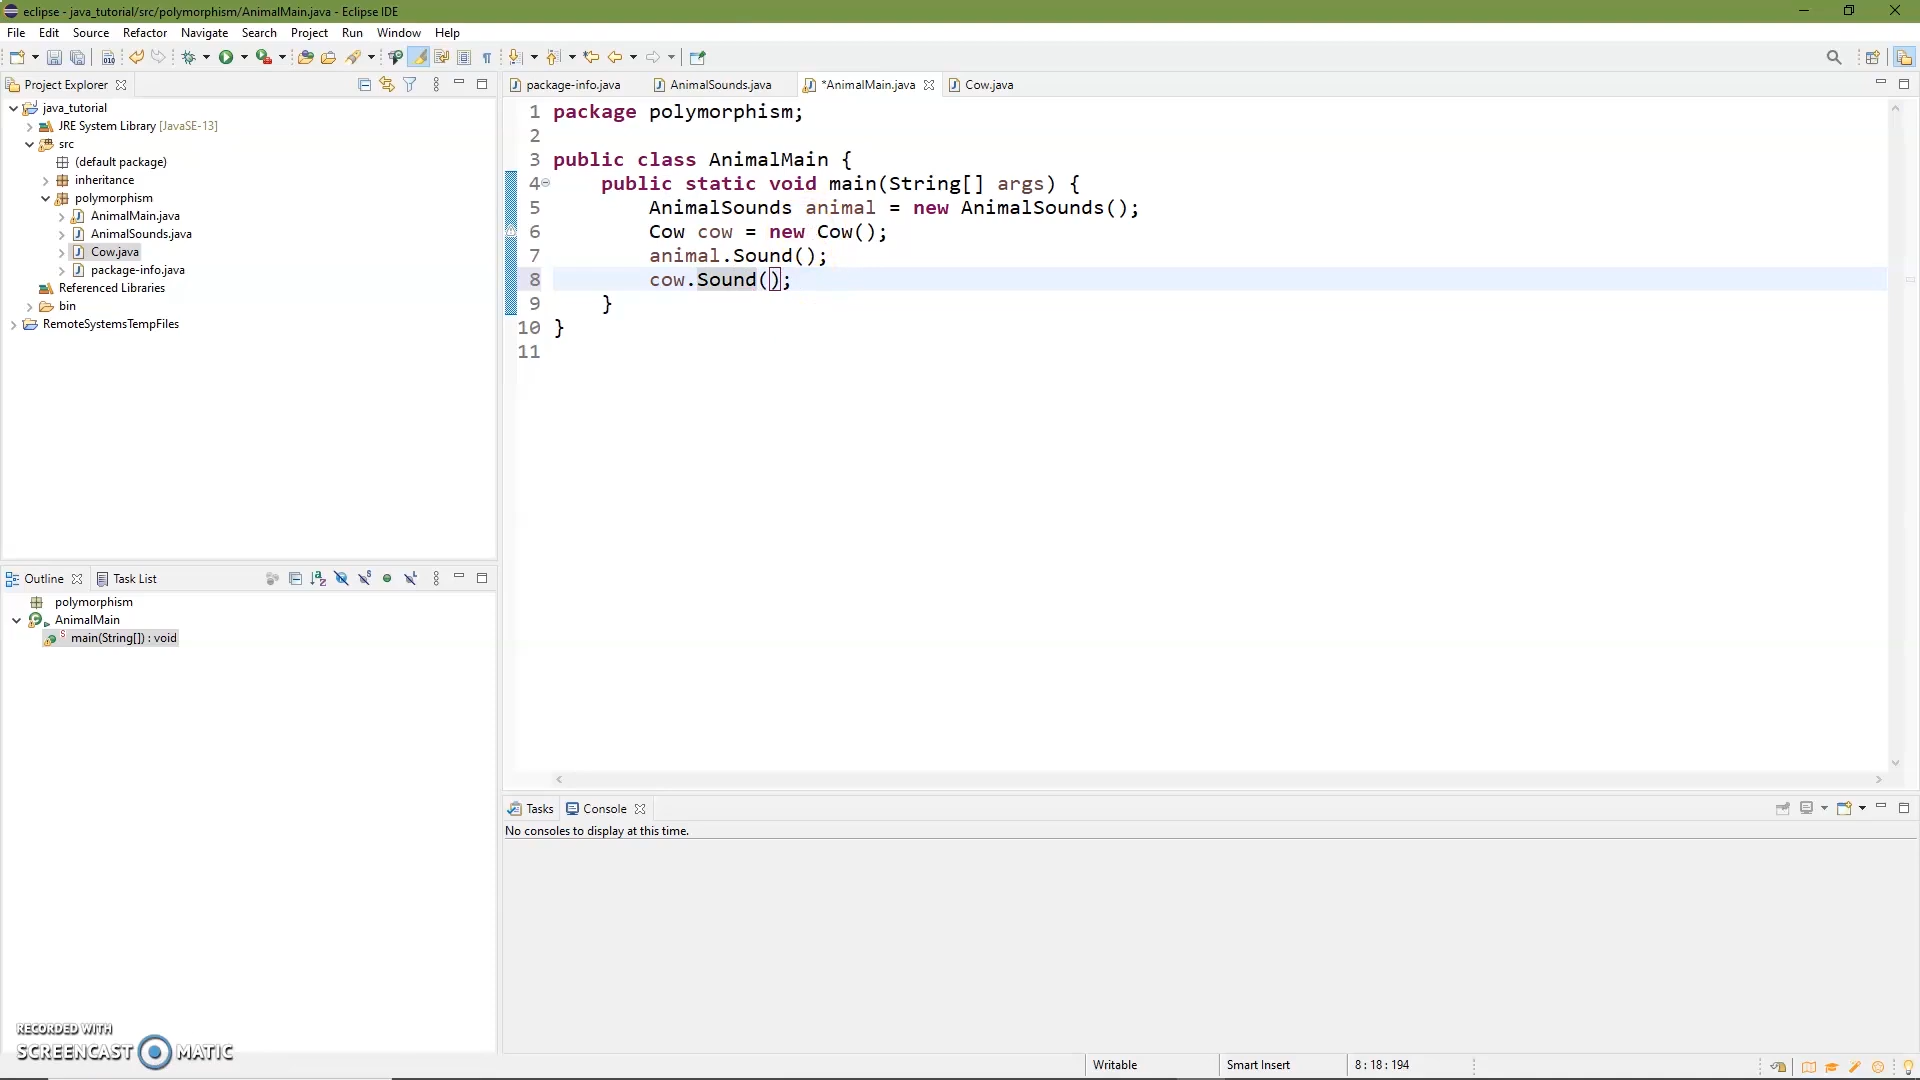 eclipse - java_tutorial/src/polymorphism/AnimalMain.java - Eclipse IDE
File Edit Source Refactor Navigate Search Project Run Window Help
Project Explorer
java_tutorial
JRE System Library [JavaSE-13]
src
(default package)
inheritance
polymorphism
AnimalMain.java
AnimalSounds.java
Cow.java
package-info.java
Referenced Libraries
bin
RemoteSystemsTempFiles
package-info.java AnimalSounds.java *AnimalMain.java Cow.java
1 package polymorphism;
2
3 public class AnimalMain {
4 public static void main(String[] args) {
5 AnimalSounds animal = new AnimalSounds();
6 Cow cow = new Cow();
7 animal.Sound();
8 cow.Sound();
9 }
10 }
11
Outline Task List
polymorphism
AnimalMain
main(String[]) : void
Tasks Console
No consoles to display at this time.
RECORDED WITH
SCREENCAST MATIC
Writable Smart Insert 8 : 18 : 194